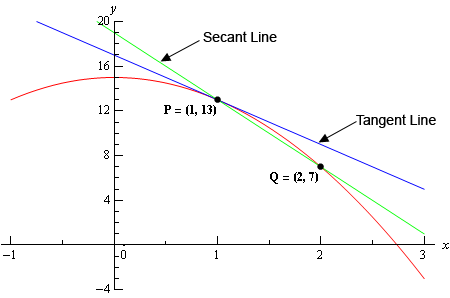 y
20
Secant Line
16
12
P = (1, 13)
Tangent Line
8
Q = (2, 7)
4
x
−1
0
1
2
3
−4